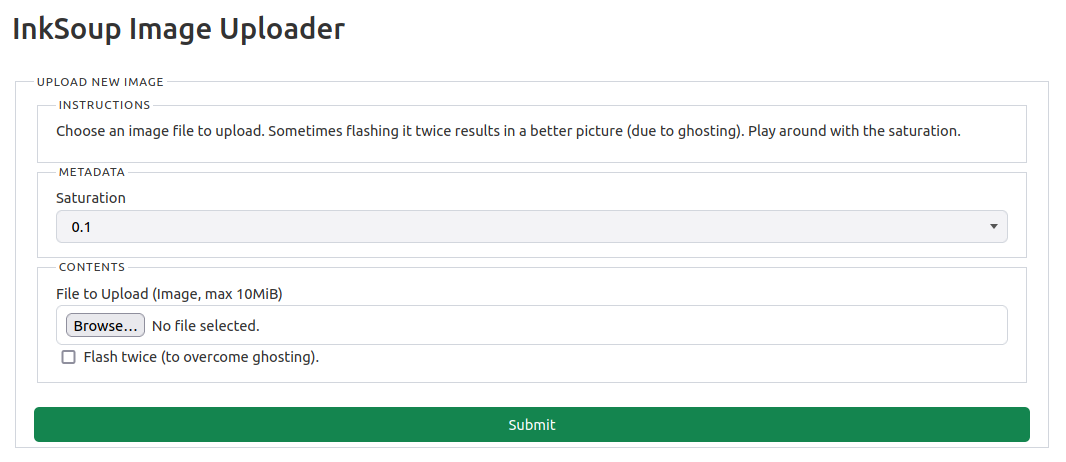 InkSoup Image Uploader
UPLOAD NEW IMAGE
INSTRUCTIONS
Choose an image file to upload. Sometimes flashing it twice results in a better picture (due to ghosting). Play around with the saturation.
METADATA
Saturation
0.1
CONTENTS
File to Upload (Image, max 10MiB)
Browse... No file selected.
Flash twice (to overcome ghosting).
Submit